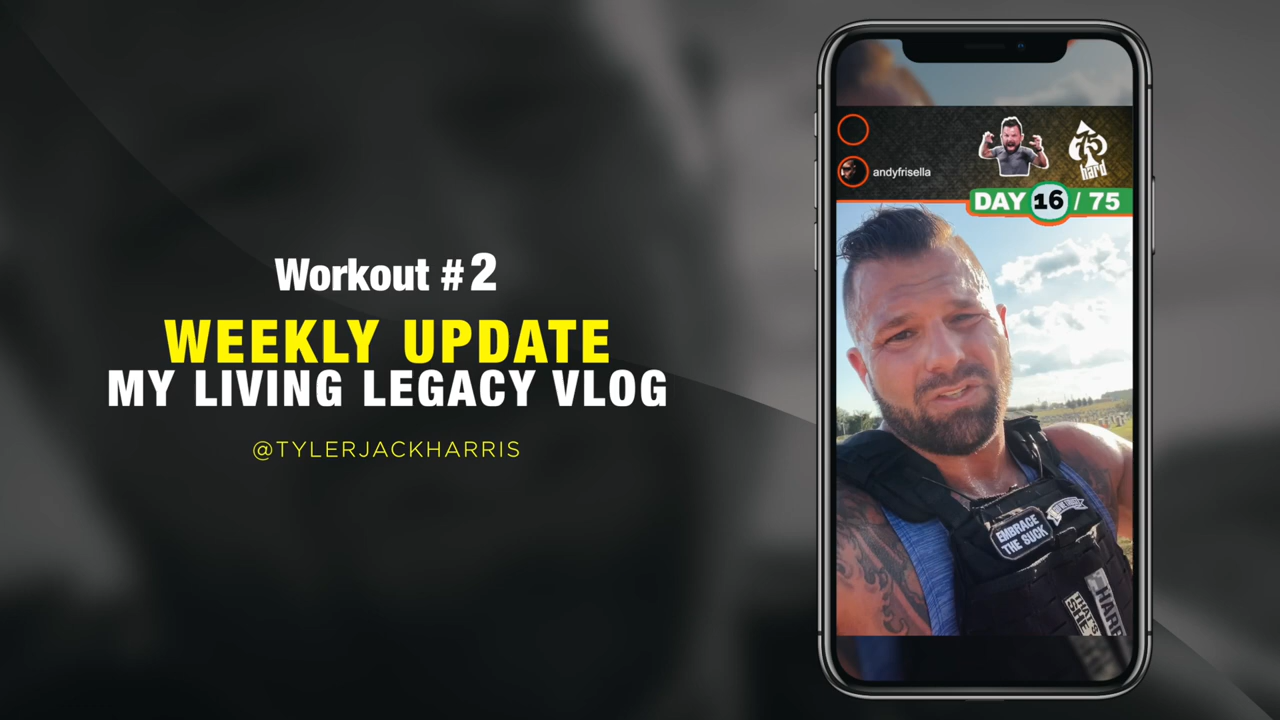 Workout #2
WEEKLY UPDATE
MY LIVING LEGACY VLOG
@TYLERJACKHARRIS
andyfrisella
75
hard
DAY 16 / 75
EMBRACE
THE SUCK